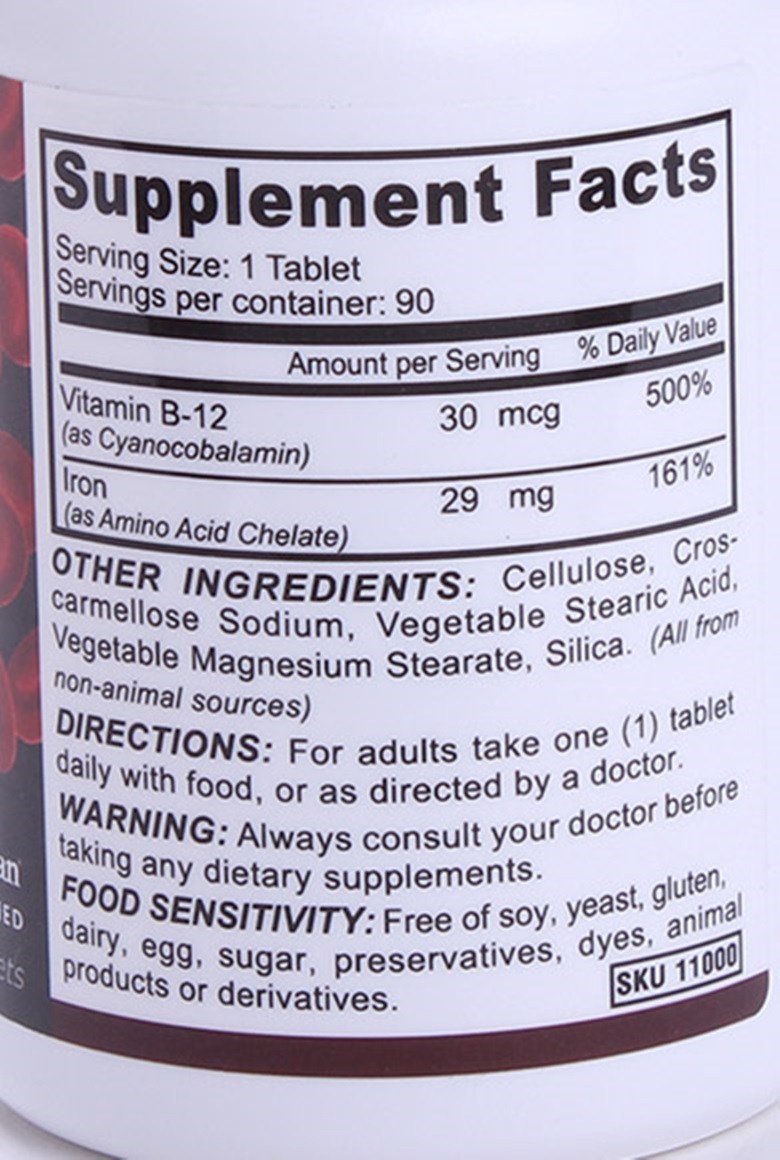 Supplement Facts
Serving Size: 1 Tablet
Servings per container: 90
Amount per Serving % Daily Value
Vitamin B-12 30 mcg 500%
(as Cyanocobalamin)
Iron 29 mg 161%
(as Amino Acid Chelate)
OTHER INGREDIENTS: Cellulose, Cros-
carmellose Sodium, Vegetable Stearic Acid,
Vegetable Magnesium Stearate, Silica. (All from
non-animal sources)
DIRECTIONS: For adults take one (1) tablet
daily with food, or as directed by a doctor.
WARNING: Always consult your doctor before
taking any dietary supplements.
FOOD SENSITIVITY: Free of soy, yeast, gluten,
dairy, egg, sugar, preservatives, dyes, animal
products or derivatives.
SKU 11000